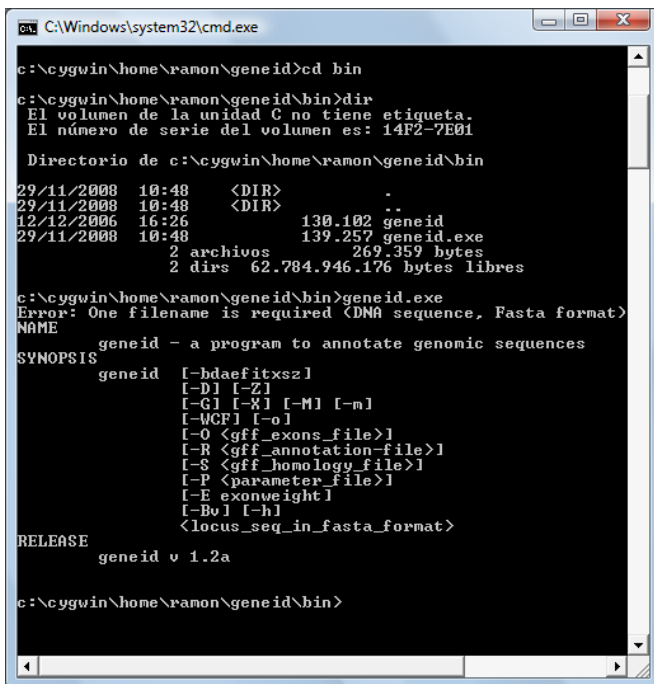 C:\Windows\system32\cmd.exe
c:\cygwin\home\ramon\geneid>cd bin
c:\cygwin\home\ramon\geneid\bin>dir
El volumen de la unidad C no tiene etiqueta.
El número de serie del volumen es: 14F2-7E01
Directorio de c:\cygwin\home\ramon\geneid\bin
29/11/2008 10:48 <DIR> .
29/11/2008 10:48 <DIR> ..
12/12/2006 16:26 130.102 geneid
29/11/2008 10:48 139.257 geneid.exe
2 archivos 269.359 bytes
2 dirs 62.784.946.176 bytes libres
c:\cygwin\home\ramon\geneid\bin>geneid.exe
Error: One filename is required (DNA sequence, Fasta format)
NAME
geneid - a program to annotate genomic sequences
SYNOPSIS
geneid [-bdaefitxsz]
[-D] [-Z]
[-G] [-X] [-M] [-m]
[-WCF] [-o]
[-O <gff_exons_file>]
[-R <gff_annotation-file>]
[-S <gff_homology_file>]
[-P <parameter_file>]
[-E exonweight]
[-Bv] [-h]
<locus_seq_in_fasta_format>
RELEASE
geneid v 1.2a
c:\cygwin\home\ramon\geneid\bin>